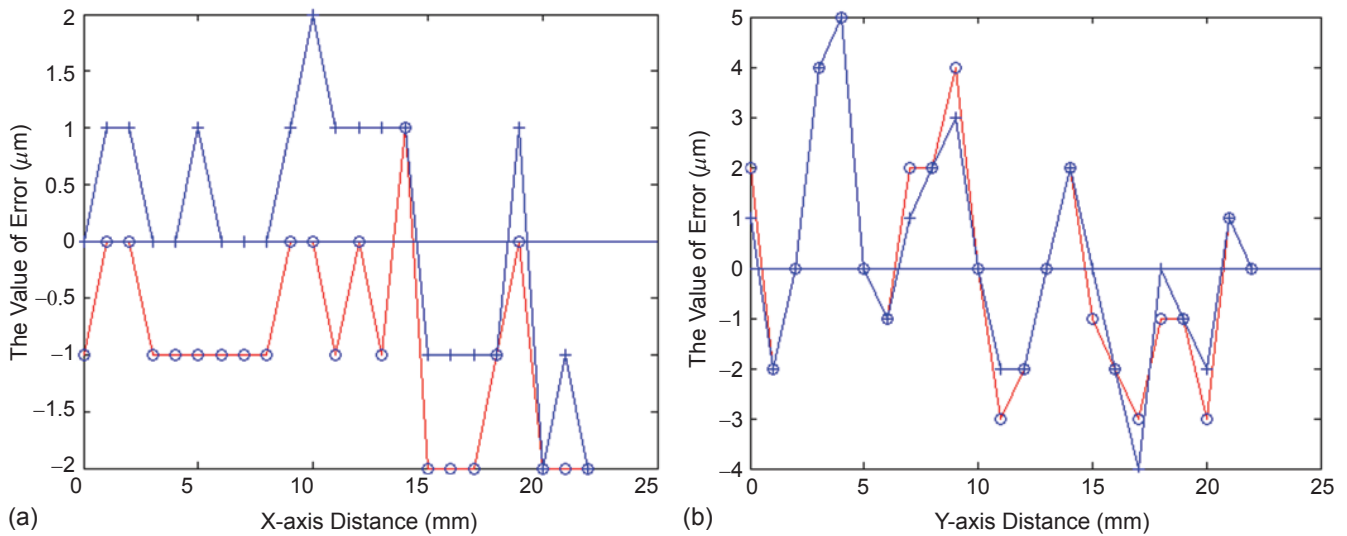 2
1.5
1
0.5
0
−0.5
−1
−1.5
−2
The Value of Error (μm)
0 5 10 15 20 25
X-axis Distance (mm)
(a)
5
4
3
2
1
0
−1
−2
−3
−4
The Value of Error (μm)
0 5 10 15 20 25
Y-axis Distance (mm)
(b)